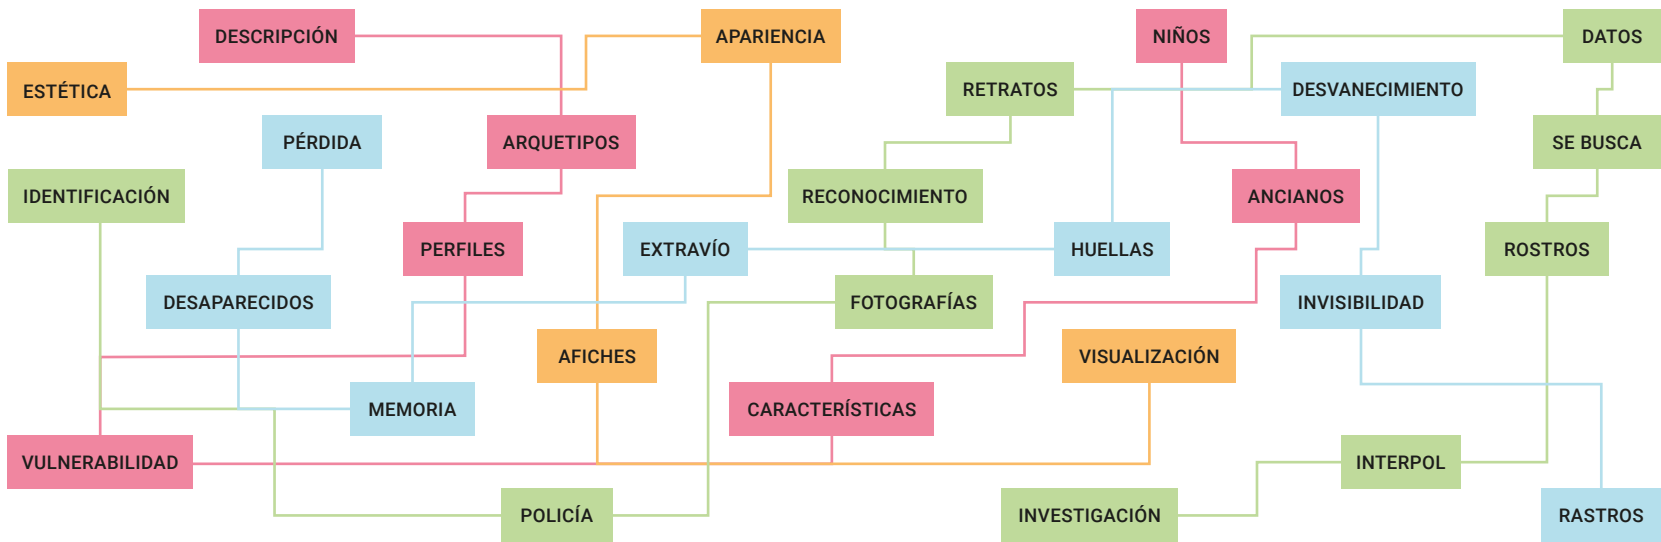 DESCRIPCIÓN
APARIENCIA
NIÑOS
DATOS
ESTÉTICA
RETRATOS
DESVANECIMIENTO
PÉRDIDA
ARQUETIPOS
SE BUSCA
IDENTIFICACIÓN
RECONOCIMIENTO
ANCIANOS
PERFILES
EXTRAVÍO
HUELLAS
ROSTROS
DESAPARECIDOS
FOTOGRAFÍAS
INVISIBILIDAD
AFICHES
VISUALIZACIÓN
MEMORIA
CARACTERÍSTICAS
VULNERABILIDAD
INTERPOL
POLICÍA
INVESTIGACIÓN
RASTROS